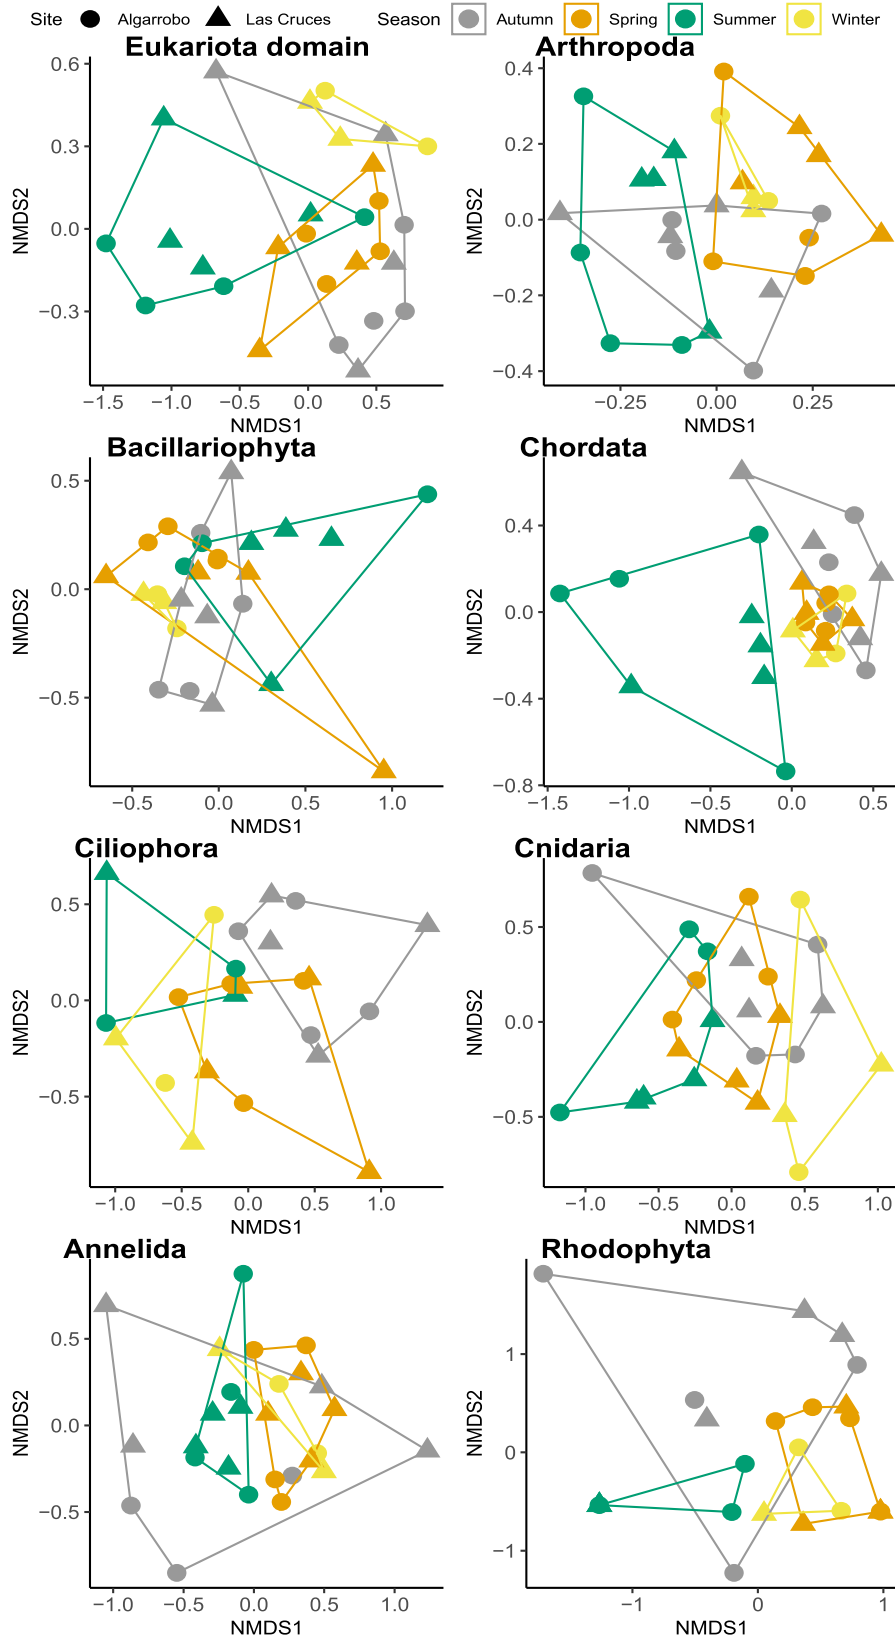 Site Algarrobo Las Cruces Season Autumn Spring Summer Winter
Eukariota domain
0.6
0.3
0.0
−0.3
NMDS2
−1.5 −1.0 −0.5 0.0 0.5
NMDS1
Arthropoda
0.4
0.2
0.0
−0.2
−0.4
NMDS2
−0.25 0.00 0.25
NMDS1
Bacillariophyta
0.5
0.0
−0.5
NMDS2
−0.5 0.0 0.5 1.0
NMDS1
Chordata
0.4
0.0
−0.4
−0.8
NMDS2
−1.5 −1.0 −0.5 0.0 0.5
NMDS1
Ciliophora
0.5
0.0
−0.5
NMDS2
−1.0 −0.5 0.0 0.5 1.0
NMDS1
Cnidaria
0.5
0.0
−0.5
NMDS2
−1.0 −0.5 0.0 0.5 1.0
NMDS1
Annelida
0.5
0.0
−0.5
NMDS2
−1.0 −0.5 0.0 0.5 1.0
NMDS1
Rhodophyta
1
0
−1
NMDS2
−1 0 1
NMDS1